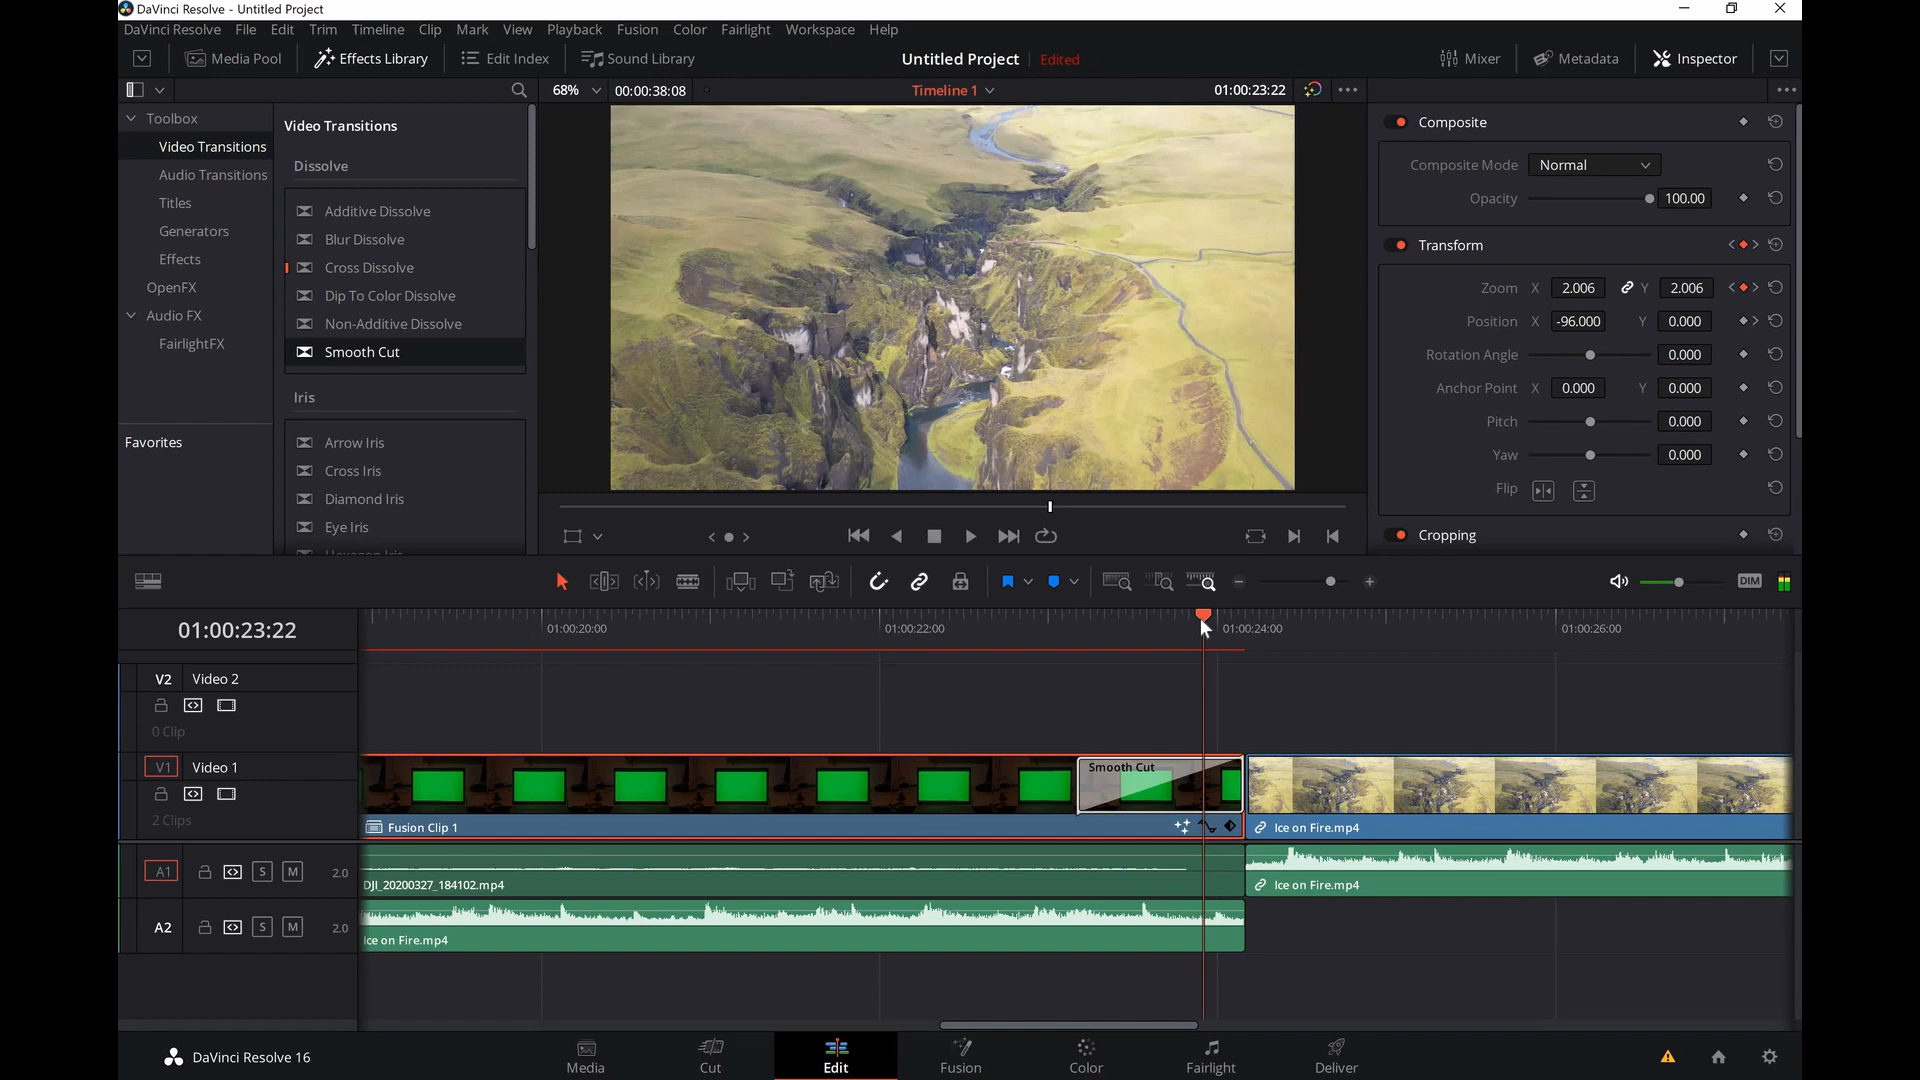 DaVinci Resolve - Untitled Project
DaVinci Resolve File Edit Trim Timeline Clip Mark View Playback Fusion Color Fairlight Workspace Help
Media Pool Effects Library Edit Index Sound Library Untitled Project Edited Mixer Metadata Inspector
68% 00:00:38:08 Timeline 1 01:00:23:22
Toolbox
Video Transitions
Audio Transitions
Titles
Generators
Effects
OpenFX
Audio FX
FairlightFX
Favorites
Video Transitions
Dissolve
Additive Dissolve
Blur Dissolve
Cross Dissolve
Dip To Color Dissolve
Non-Additive Dissolve
Smooth Cut
Iris
Arrow Iris
Cross Iris
Diamond Iris
Eye Iris
Hexagon Iris
Composite
Composite Mode Normal
Opacity 100.00
Transform
Zoom X 2.006 Y 2.006
Position X -96.000 Y 0.000
Rotation Angle 0.000
Anchor Point X 0.000 Y 0.000
Pitch 0.000
Yaw 0.000
Flip
Cropping
DIM
01:00:23:22
01:00:20:00 01:00:22:00 01:00:24:00 01:00:26:00
V2 Video 2
0 Clip
V1 Video 1
2 Clips
Smooth Cut
Fusion Clip 1
Ice on Fire.mp4
A1 S M 2.0
DJI_20200327_184102.mp4
Ice on Fire.mp4
A2 S M 2.0
Ice on Fire.mp4
DaVinci Resolve 16
Media Cut Edit Fusion Color Fairlight Deliver